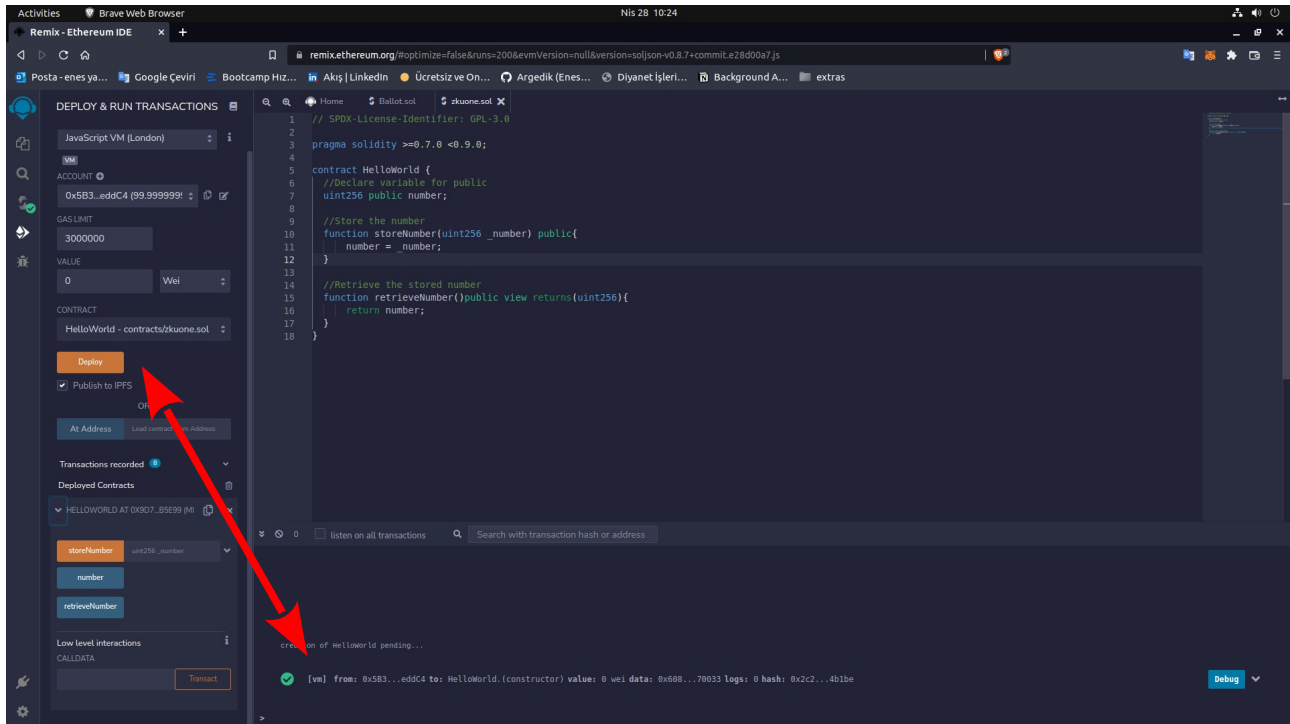 Activities Brave Web Browser Nis 28 10:24
Remix - Ethereum IDE × +
remix.ethereum.org/#optimize=false&runs=200&evmVersion=null&version=soljson-v0.8.7+commit.e28d00a7.js
Posta - enes ya... Google Çeviri Bootcamp Hız... Akış | LinkedIn Ücretsiz ve On... Argedik (Enes... Diyanet İşleri... Background A... extras
DEPLOY & RUN TRANSACTIONS
JavaScript VM (London)
VM
ACCOUNT
0x5B3...eddC4 (99.999999
GAS LIMIT
3000000
VALUE
0 Wei
CONTRACT
HelloWorld - contracts/zkuone.sol
Deploy
Publish to IPFS
OR
At Address Load contract from Address
Transactions recorded 8
Deployed Contracts
HELLOWORLD AT 0X9D7...B5E99 (ME
storeNumber uint256 _number
number
retrieveNumber
Low level interactions
CALLDATA
Transact
Home Ballot.sol zkuone.sol
1 // SPDX-License-Identifier: GPL-3.0
2
3 pragma solidity >=0.7.0 <0.9.0;
4
5 contract HelloWorld {
6 //Declare variable for public
7 uint256 public number;
8
9 //Store the number
10 function storeNumber(uint256 _number) public{
11 number = _number;
12 }
13
14 //Retrieve the stored number
15 function retrieveNumber()public view returns(uint256){
16 return number;
17 }
18 }
0 listen on all transactions Search with transaction hash or address
creation of HelloWorld pending...
[vm] from: 0x5B3...eddC4 to: HelloWorld.(constructor) value: 0 wei data: 0x608...70033 logs: 0 hash: 0x2c2...4b1be
Debug
>